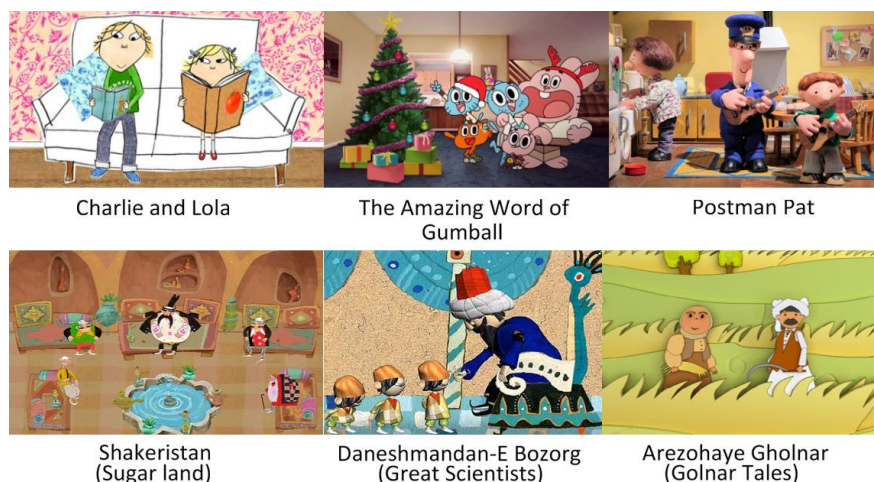 Charlie and Lola
The Amazing Word of
Gumball
Postman Pat
Shakeristan
(Sugar land)
Daneshmandan-E Bozorg
(Great Scientists)
Arezohaye Gholnar
(Golnar Tales)